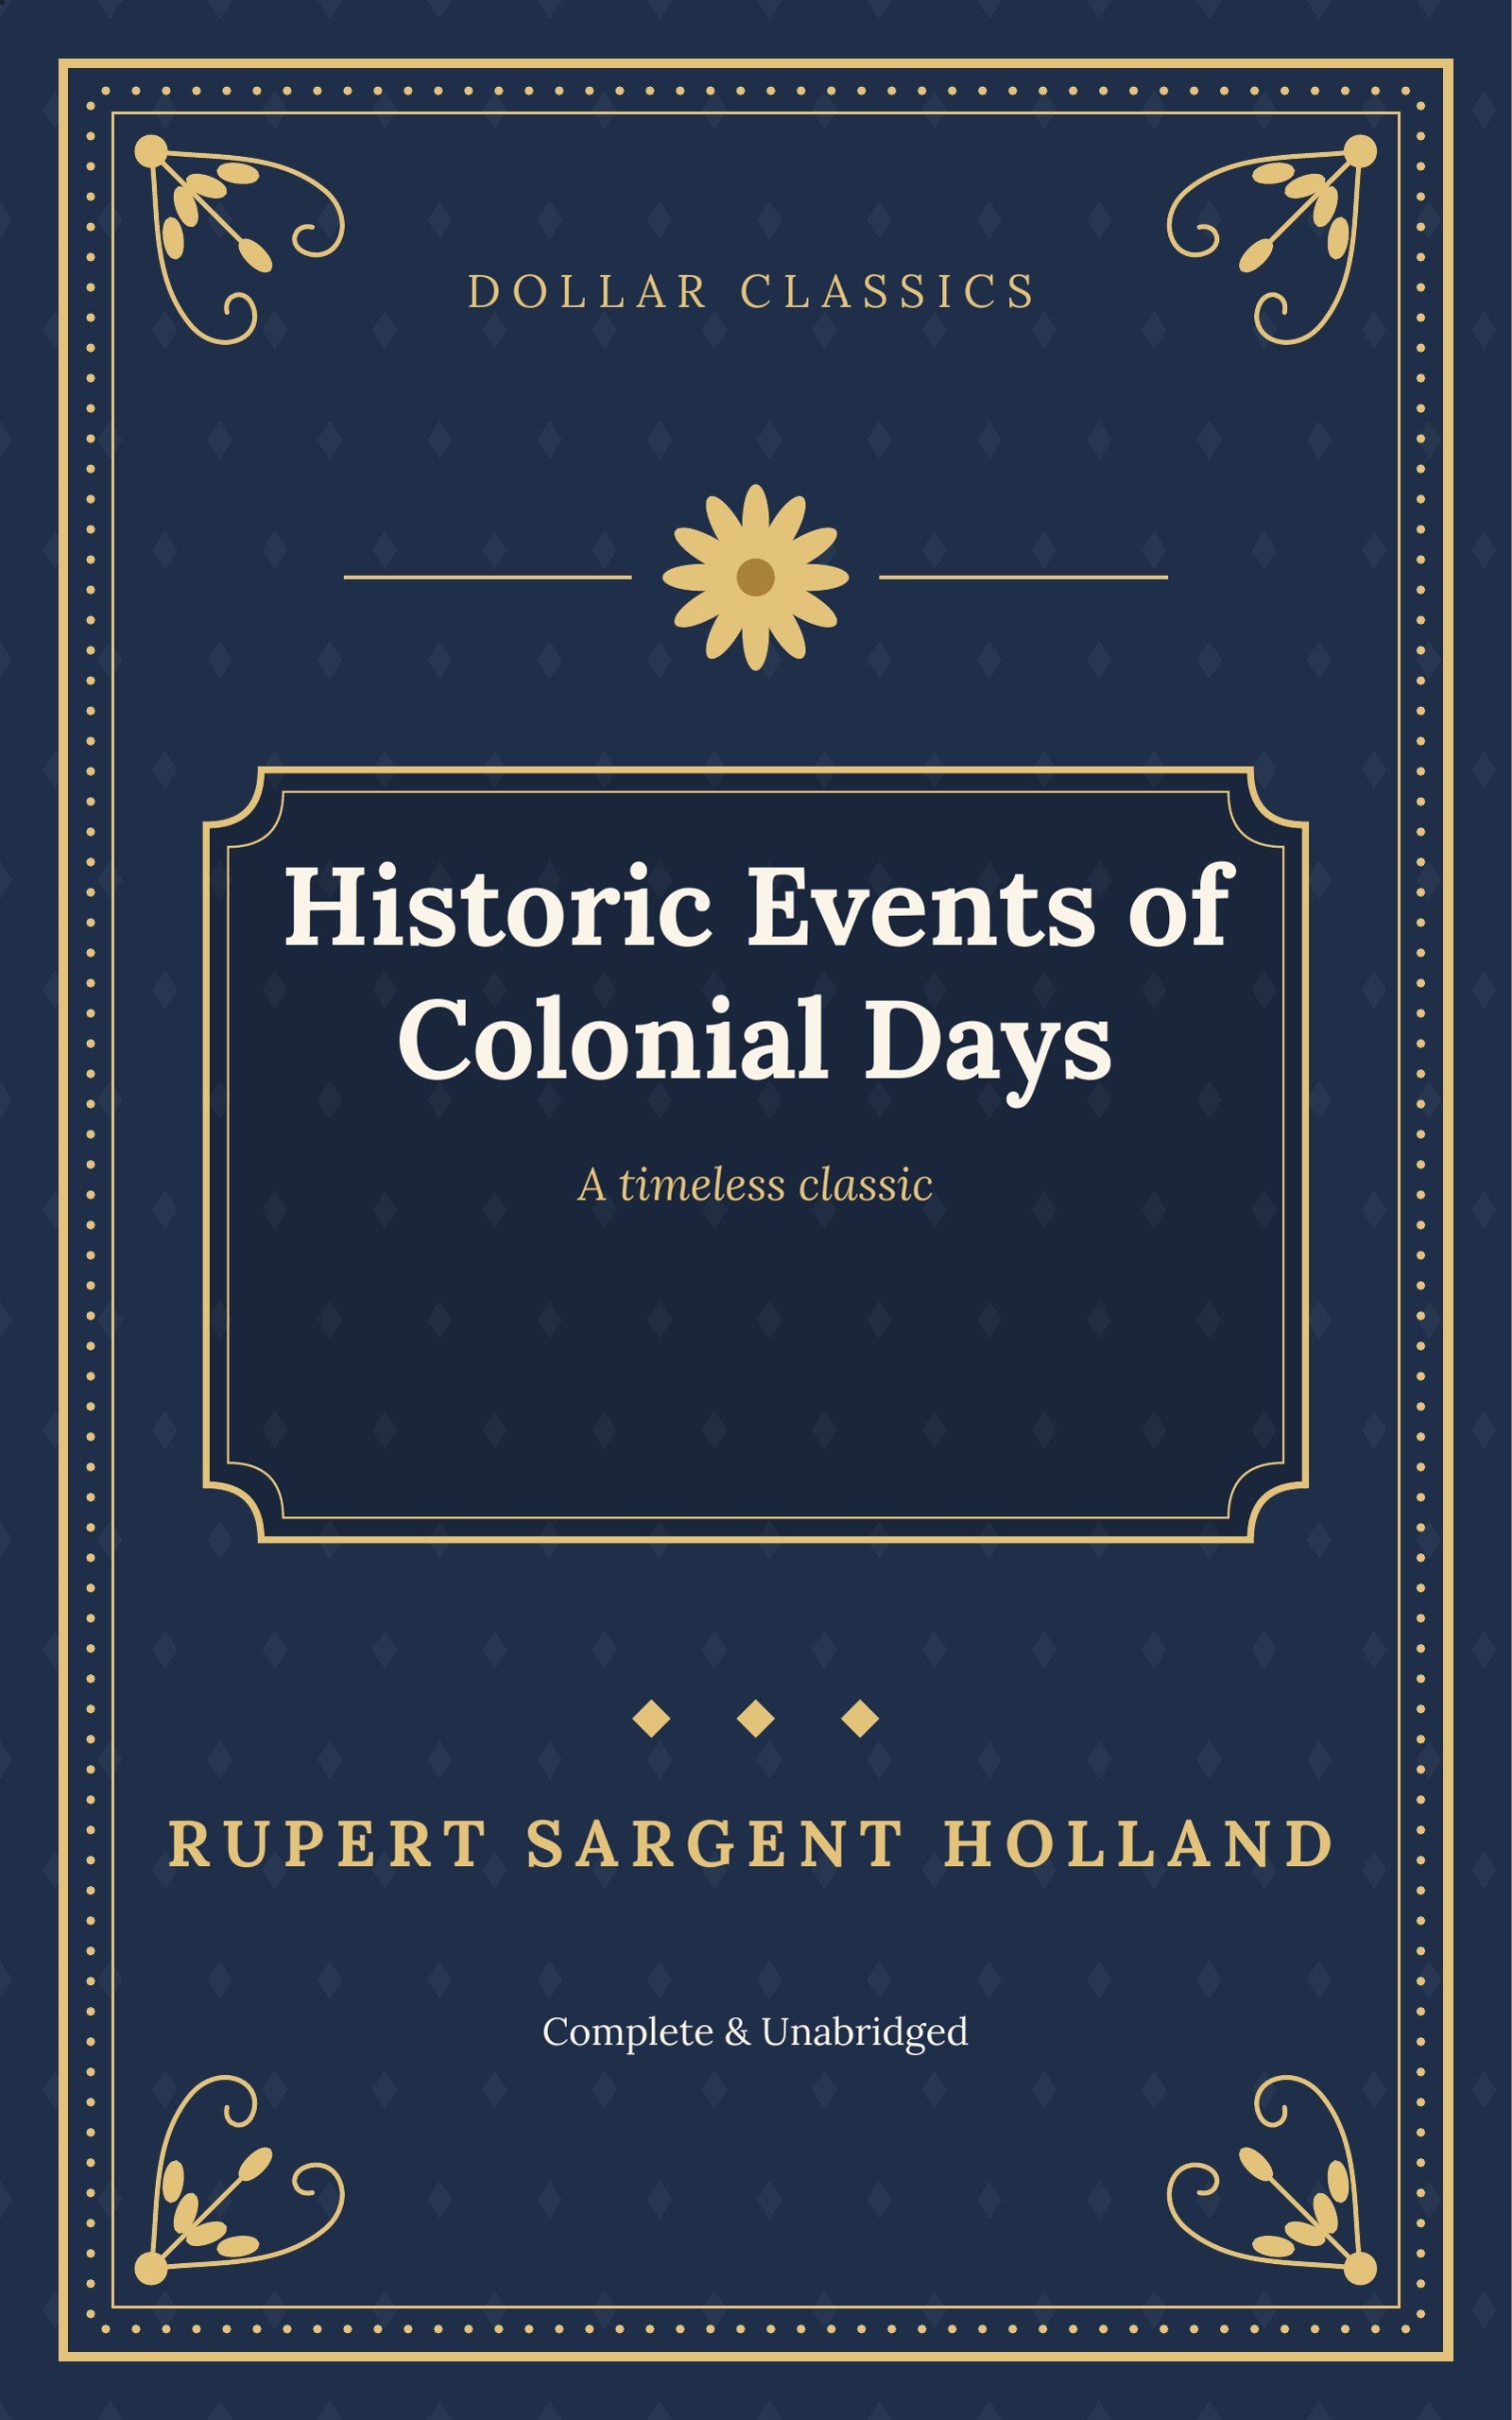 DOLLAR CLASSICS
Historic Events of
Colonial Days
A timeless classic
RUPERT SARGENT HOLLAND
Complete & Unabridged